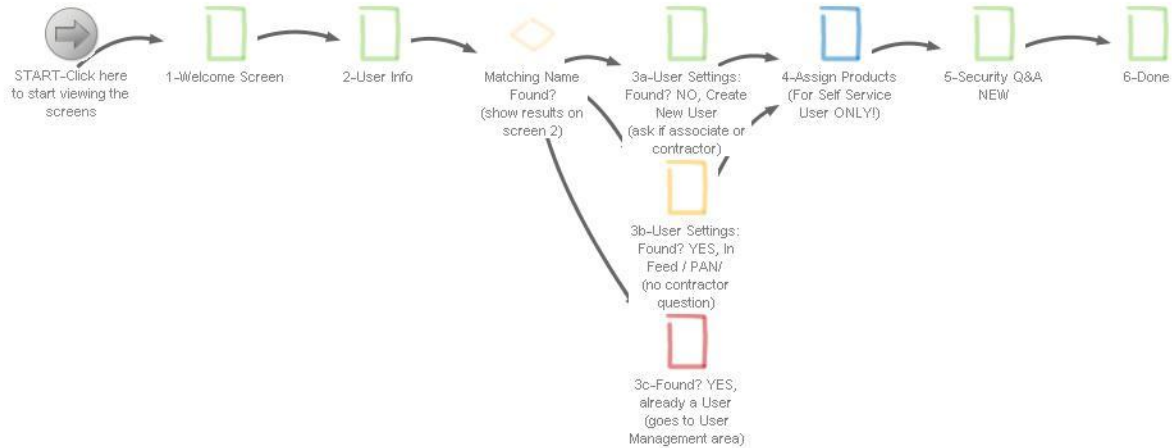 START-Click here
to start viewing the
screens
1-Welcome Screen
2-User Info
Matching Name
Found?
(show results on
screen 2)
3a-User Settings:
Found? NO, Create
New User
(ask if associate or
contractor)
4-Assign Products
(For Self Service
User ONLY!)
5-Security Q&A
NEW
6-Done
3b-User Settings:
Found? YES, In
Feed / PAN/
(no contractor
question)
3c-Found? YES,
already a User
(goes to User
Management area)